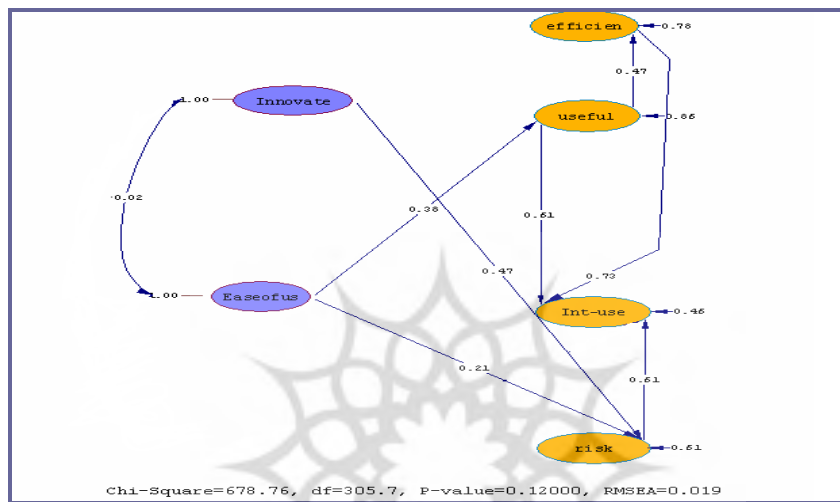 efficien
0.78
0.47
1.00
Innovate
useful
0.86
-0.02
0.38
0.61
0.47
0.73
1.00
Easeofus
Int-use
0.46
0.21
0.61
risk
0.61
Chi-Square=678.76, df=305.7, P-value=0.12000, RMSEA=0.019